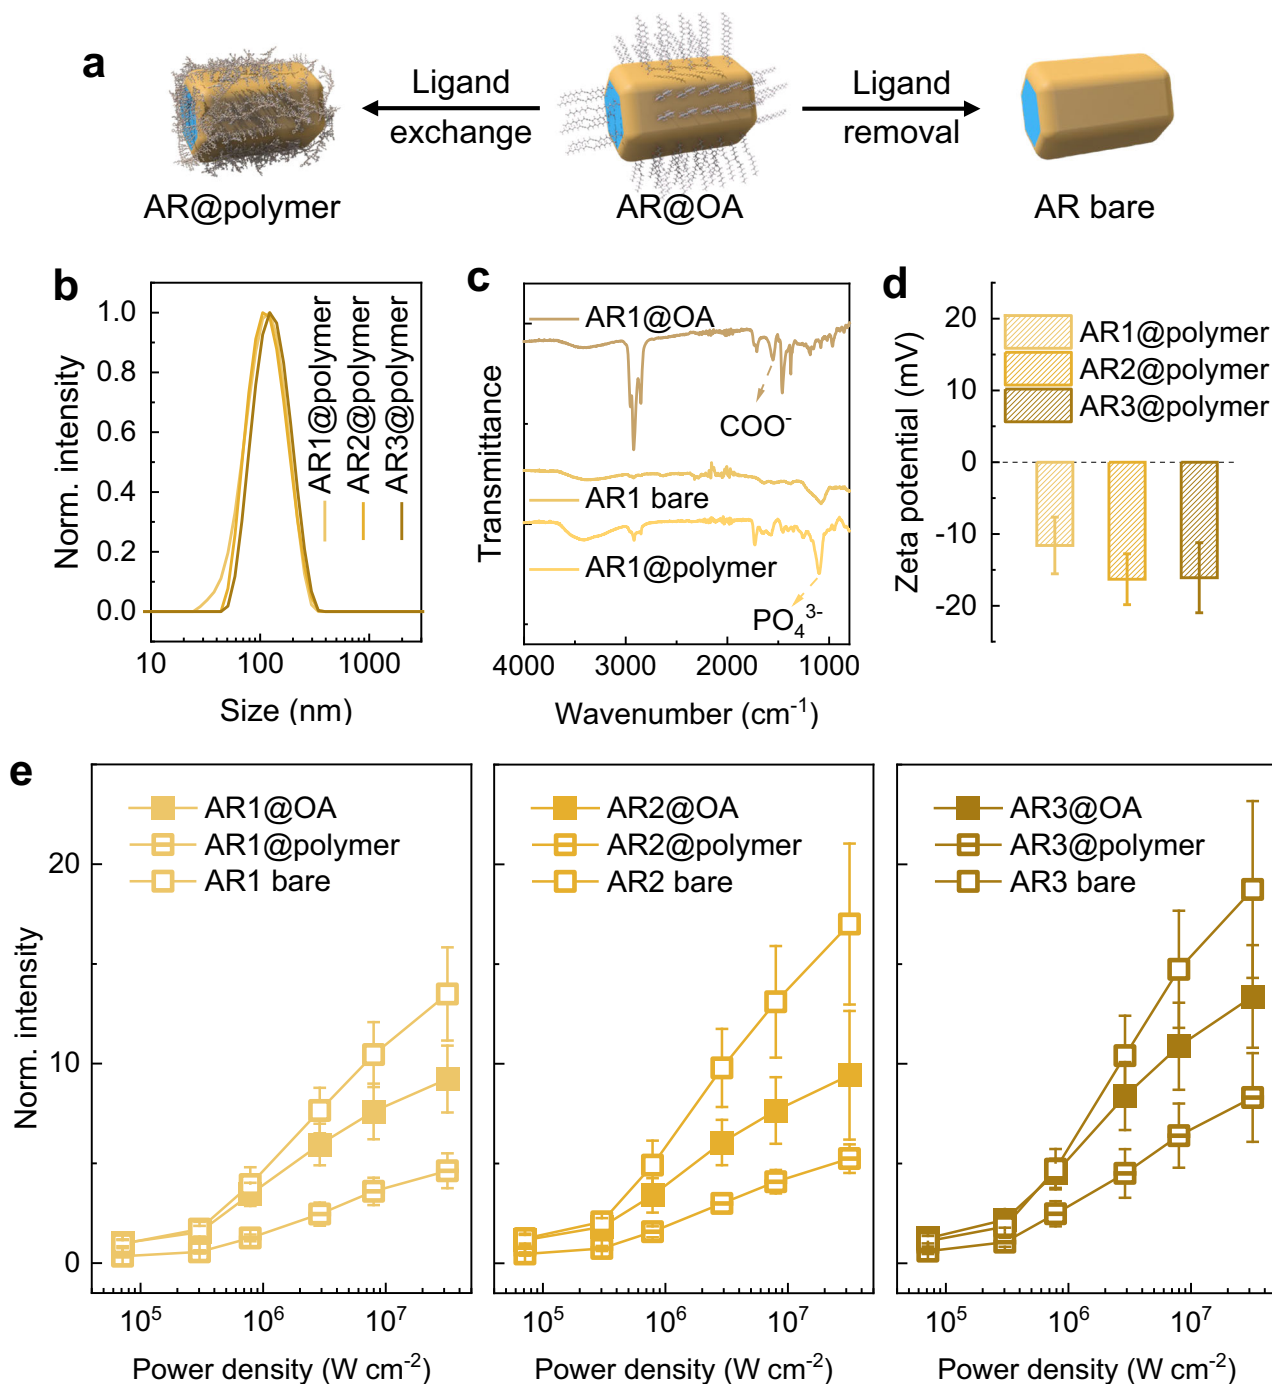 a
Ligand
exchange
Ligand
removal
AR@polymer
AR@OA
AR bare
b
Norm. intensity
1.0
0.8
0.6
0.4
0.2
0.0
AR1@polymer
AR2@polymer
AR3@polymer
10
100
1000
Size (nm)
c
Transmittance
AR1@OA
COO⁻
AR1 bare
AR1@polymer
PO₄³⁻
4000
3000
2000
1000
Wavenumber (cm⁻¹)
d
Zeta potential (mV)
20
10
0
-10
-20
AR1@polymer
AR2@polymer
AR3@polymer
e
Norm. intensity
20
10
0
AR1@OA
AR1@polymer
AR1 bare
10⁵
10⁶
10⁷
Power density (W cm⁻²)
AR2@OA
AR2@polymer
AR2 bare
10⁵
10⁶
10⁷
Power density (W cm⁻²)
AR3@OA
AR3@polymer
AR3 bare
10⁵
10⁶
10⁷
Power density (W cm⁻²)